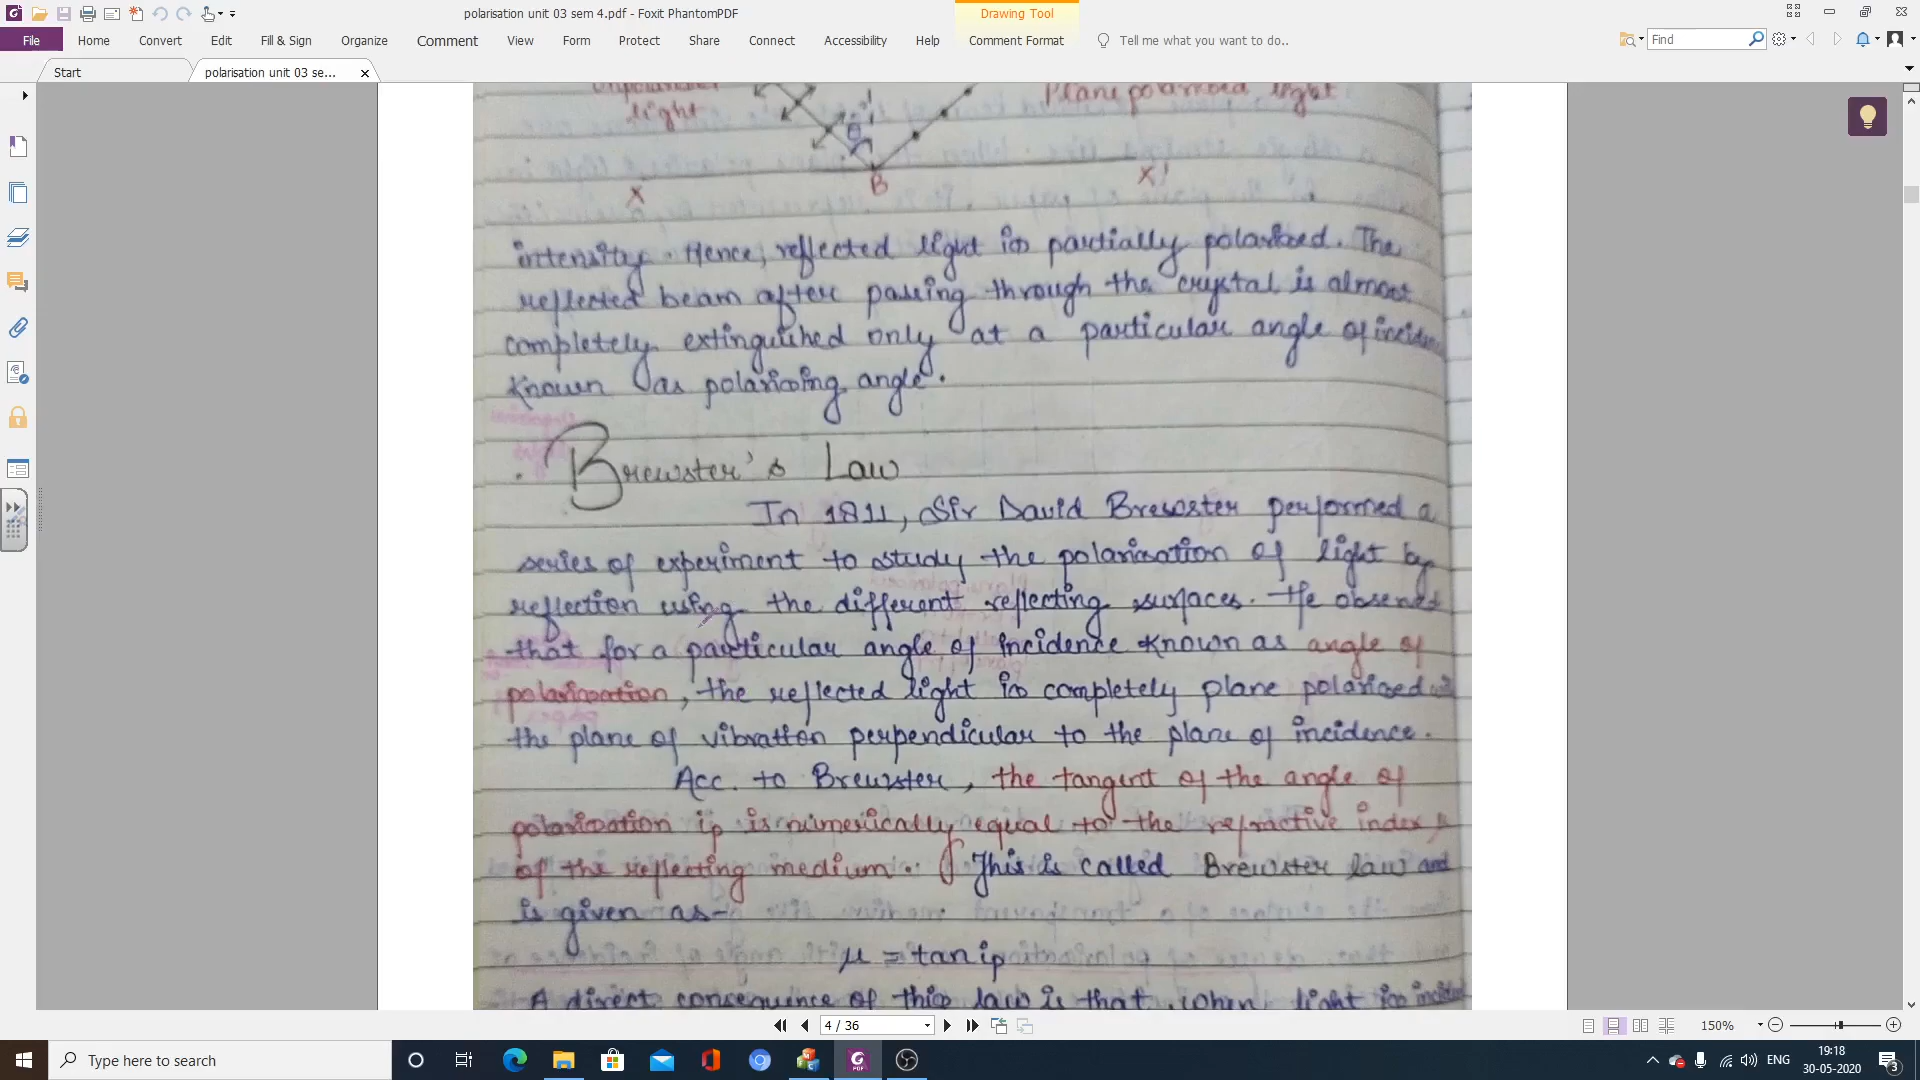 polarisation unit 03 sem 4.pdf - Foxit PhantomPDF
Drawing Tool
File Home Convert Edit Fill & Sign Organize Comment View Form Protect Share Connect Accessibility Help Comment Format Tell me what you want to do.. Find
Start polarisation unit 03 se...
light Plane polarised light
θ
X B X'
intensity. Hence, reflected light is partially polarised. The
reflected beam after passing through the crystal is almost
completely extinguished only at a particular angle of
known as polarising angle.
Brewster's Law
In 1811, Sir David Brewster performed a
series of experiment to study the polarisation of light by
reflection using the different reflecting surfaces. He
that for a particular angle of incidence known as angle of
polarisation, the reflected light is completely plane polarised
the plane of vibration perpendicular to the plane of incidence.
Acc. to Brewster, the tangent of the angle of
polarisation ip is numerically equal to the refractive index
of the reflecting medium. This is called Brewster law and
is given as-
μ = tan ip
A direct consequence of this law is that, when light is
4 / 36 150%
Type here to search ENG 19:18
30-05-2020 3